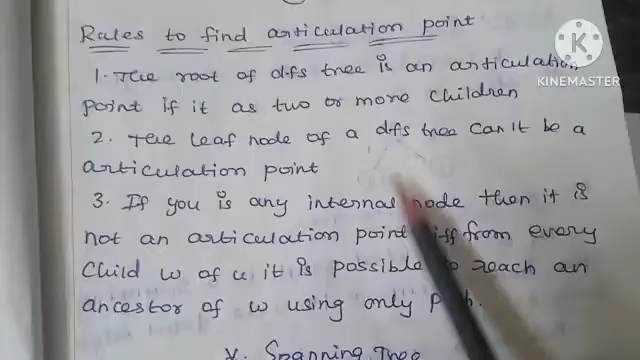 Rules to find articulation point
1. The root of dfs tree is an articulation
point if it as two or more children
2. The leaf node of a dfs tree can't be a
articulation point
3. If you is any internal node then it is
not an articulation point iff from every
child w of u it is possible to reach an
ancestor of w using only
V. Spanning Tree
K
KINEMASTER